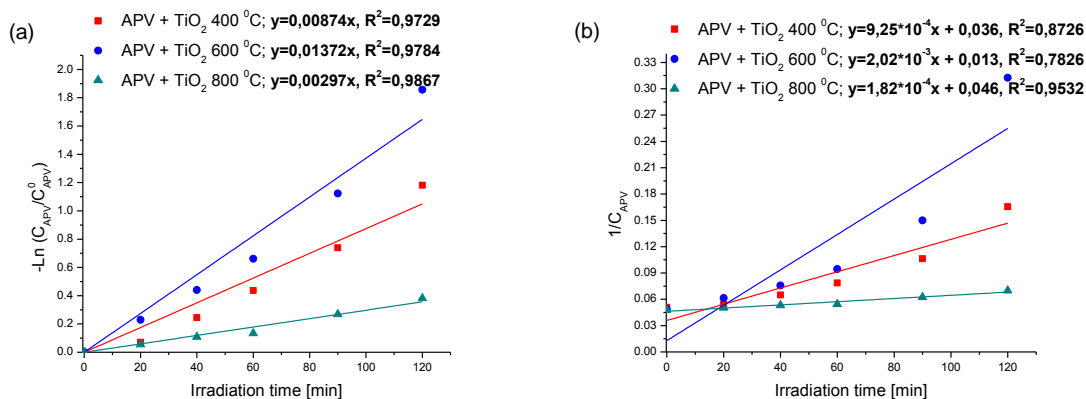 (a)
APV + TiO₂ 400 ⁰C; y=0,00874x, R²=0,9729
APV + TiO₂ 600 ⁰C; y=0,01372x, R²=0,9784
APV + TiO₂ 800 ⁰C; y=0,00297x, R²=0,9867
2.0
1.8
1.6
1.4
1.2
1.0
0.8
0.6
0.4
0.2
0.0
-Ln (C_APV/C⁰_APV)
0 20 40 60 80 100 120
Irradiation time [min]
(b)
APV + TiO₂ 400 ⁰C; y=9,25*10⁻⁴x + 0,036, R²=0,8726
APV + TiO₂ 600 ⁰C; y=2,02*10⁻³x + 0,013, R²=0,7826
APV + TiO₂ 800 ⁰C; y=1,82*10⁻⁴x + 0,046, R²=0,9532
0.33
0.30
0.27
0.24
0.21
0.18
0.15
0.12
0.09
0.06
0.03
0.00
1/C_APV
0 20 40 60 80 100 120
Irradiation time [min]